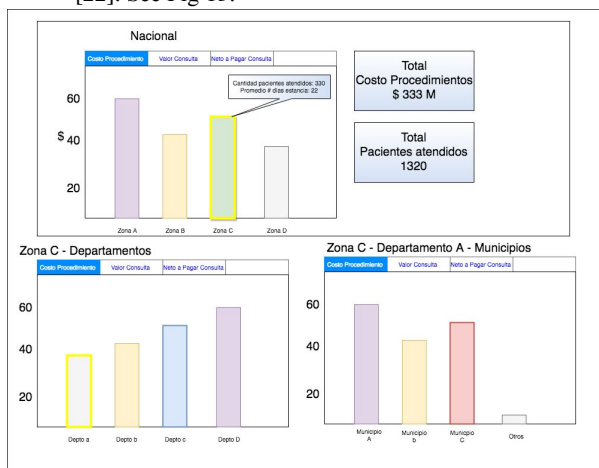 [22]. See Fig 15.
Nacional
Costo Procedimiento Valor Consulta Neto a Pagar Consulta
Cantidad pacientes atendidos: 330
Promedio # dias estancia: 22
60
$
40
20
Zona A Zona B Zona C Zona D
Total
Costo Procedimientos
$ 333 M
Total
Pacientes atendidos
1320
Zona C - Departamentos
Costo Procedimiento Valor Consulta Neto a Pagar Consulta
60
40
20
Depto a Depto b Depto c Depto D
Zona C - Departamento A - Municipios
Costo Procedimiento Valor Consulta Neto a Pagar Consulta
60
40
20
Municipio A Municipio b Municpio C Otros